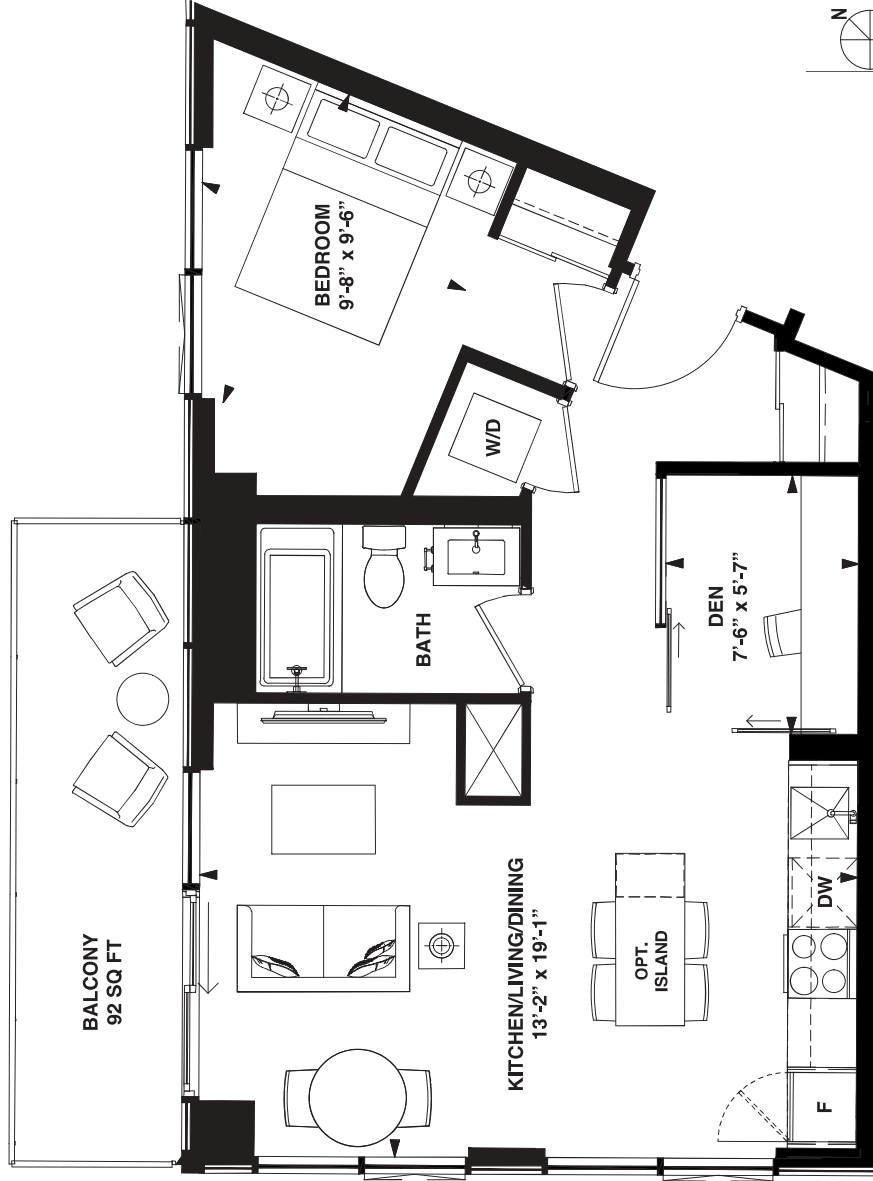 N
BEDROOM
9'-8” x 9'-6”
W/D
BATH
DEN
7'-6” x 5'-7”
BALCONY
92 SQ FT
KITCHEN/LIVING/DINING
13'-2” x 19'-1”
OPT.
ISLAND
DW
F